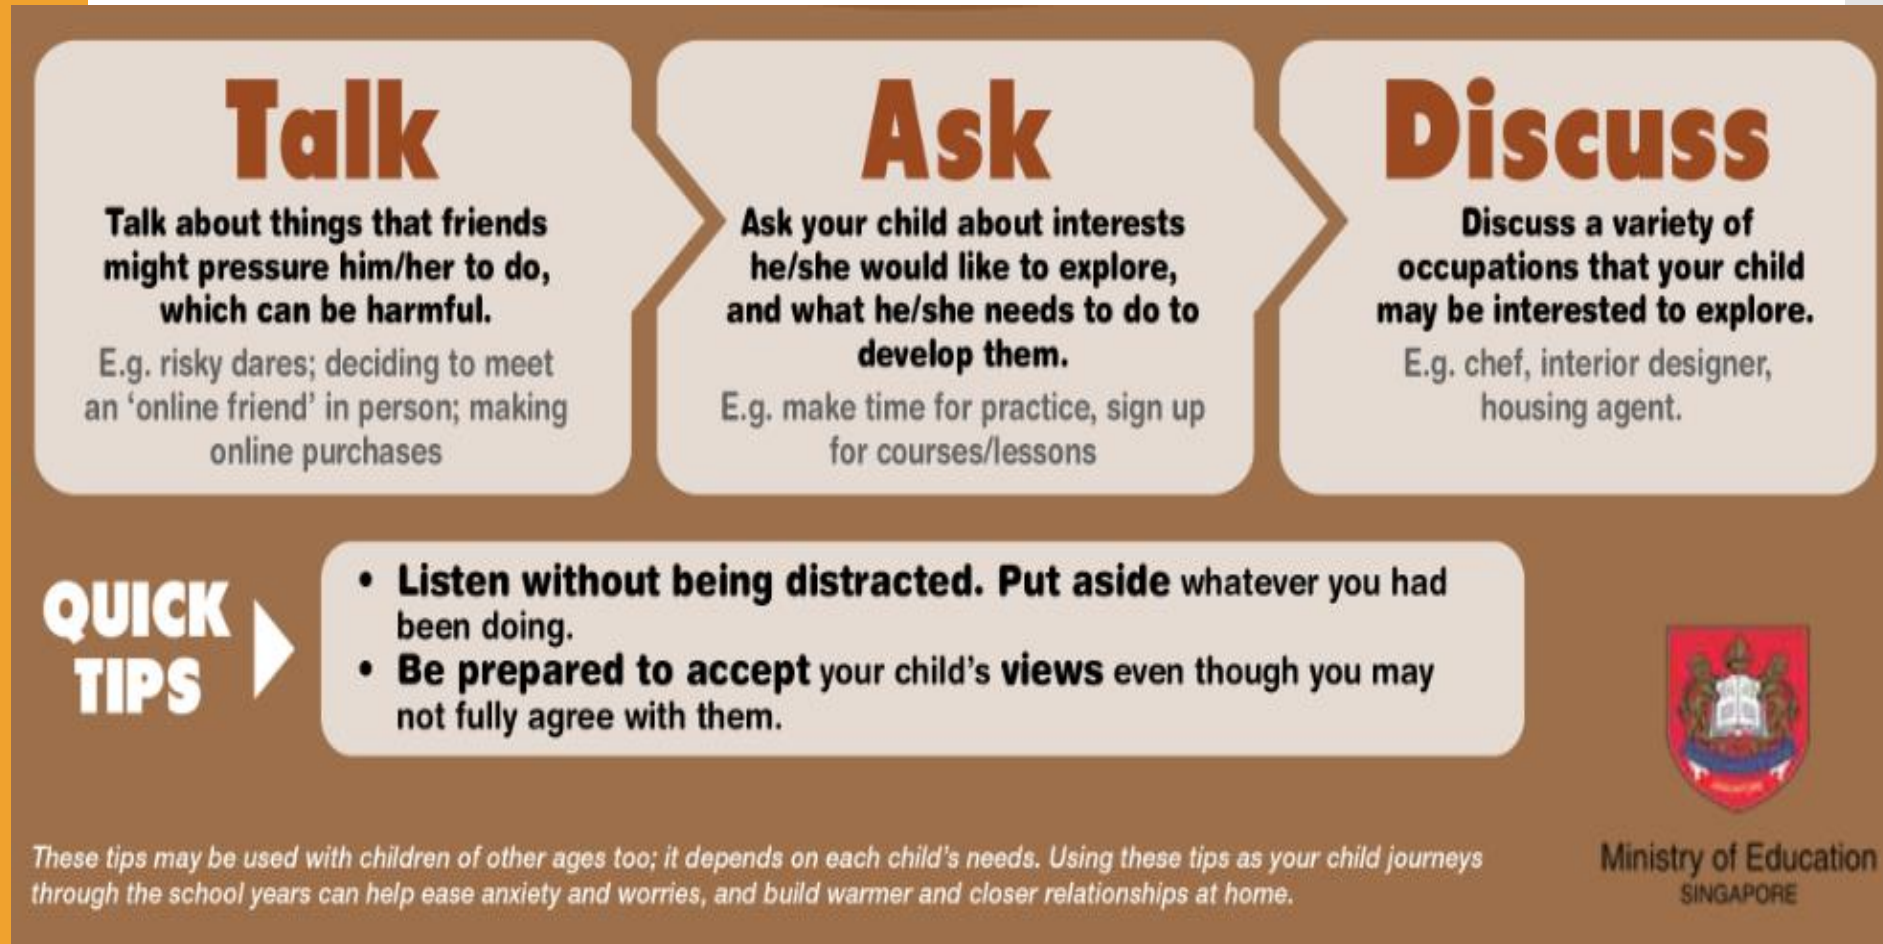 Talk
Talk about things that friends
might pressure him/her to do,
which can be harmful.
E.g. risky dares; deciding to meet
an ‘online friend’ in person; making
online purchases
Ask
Ask your child about interests
he/she would like to explore,
and what he/she needs to do to
develop them.
E.g. make time for practice, sign up
for courses/lessons
Discuss
Discuss a variety of
occupations that your child
may be interested to explore.
E.g. chef, interior designer,
housing agent.
QUICK
TIPS
• Listen without being distracted. Put aside whatever you had
been doing.
• Be prepared to accept your child’s views even though you may
not fully agree with them.
These tips may be used with children of other ages too; it depends on each child’s needs. Using these tips as your child journeys
through the school years can help ease anxiety and worries, and build warmer and closer relationships at home.
Ministry of Education
SINGAPORE